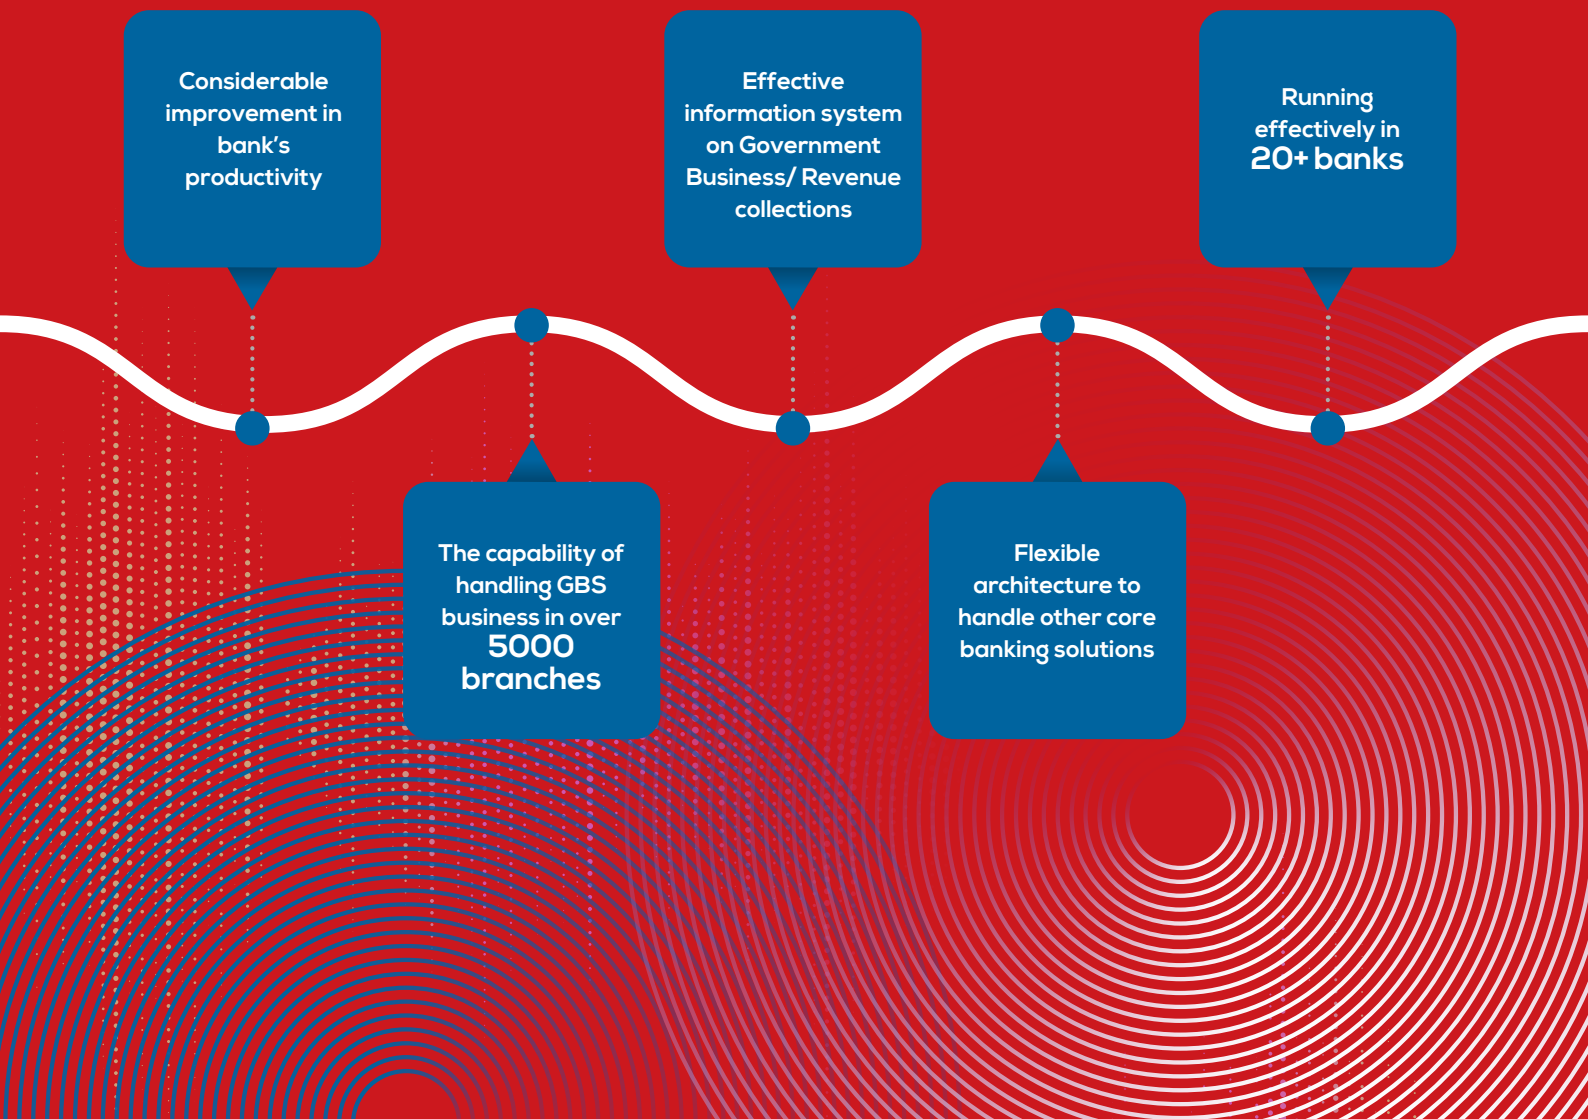 Considerable
improvement in
bank’s
productivity
The capability of
handling GBS
business in over
5000
branches
Effective
information system
on Government
Business/ Revenue
collections
Flexible
architecture to
handle other core
banking solutions
Running
effectively in
20+ banks